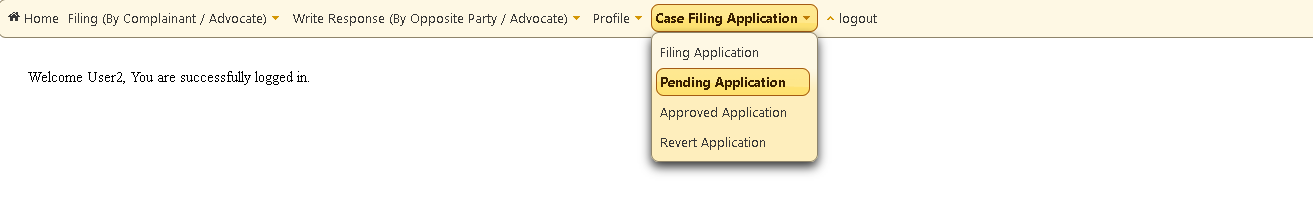 Home Filing (By Complainant / Advocate) Write Response (By Opposite Party / Advocate) Profile Case Filing Application logout
Filing Application
Welcome User2, You are successfully logged in.
Pending Application
Approved Application
Revert Application